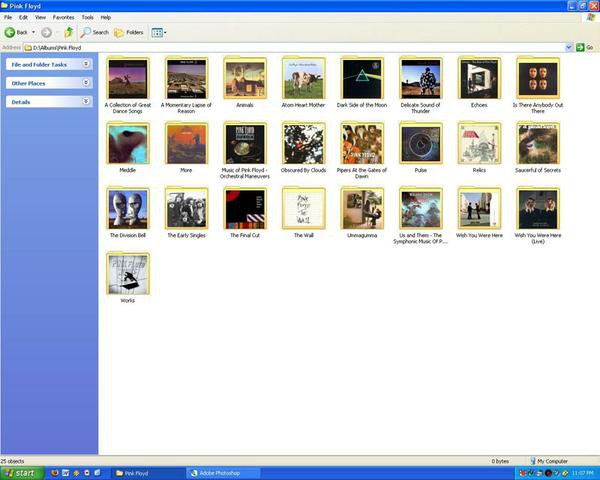 Pink Floyd
File Edit View Favorites Tools Help
Back Search Folders
Address D:\Albums\Pink Floyd Go
File and Folder Tasks
Other Places
Details
A Collection of Great
Dance Songs
A Momentary Lapse of
Reason
Animals
Atom Heart Mother
Dark Side of the Moon
Delicate Sound of
Thunder
Echoes
Is There Anybody Out
There
Meddle
More
Music of Pink Floyd -
Orchestral Maneuvers
Obscured By Clouds
Pipers At the Gates of
Dawn
Pulse
Relics
Saucerful of Secrets
The Division Bell
The Early Singles
The Final Cut
The Wall
Ummagumma
Us and Them - The
Symphonic Music Of P...
Wish You Were Here
Wish You Were Here
(Live)
Works
25 objects 0 bytes My Computer
start Pink Floyd Adobe Photoshop 11:07 PM